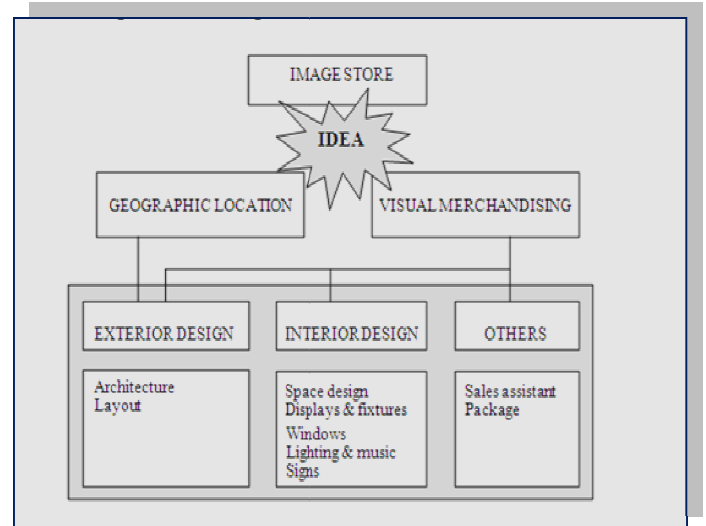 IMAGE STORE
IDEA
GEOGRAPHIC LOCATION
VISUAL MERCHANDISING
EXTERIOR DESIGN
INTERIOR DESIGN
OTHERS
Architecture
Layout
Space design
Displays & fixtures
Windows
Lighting & music
Signs
Sales assistant
Package